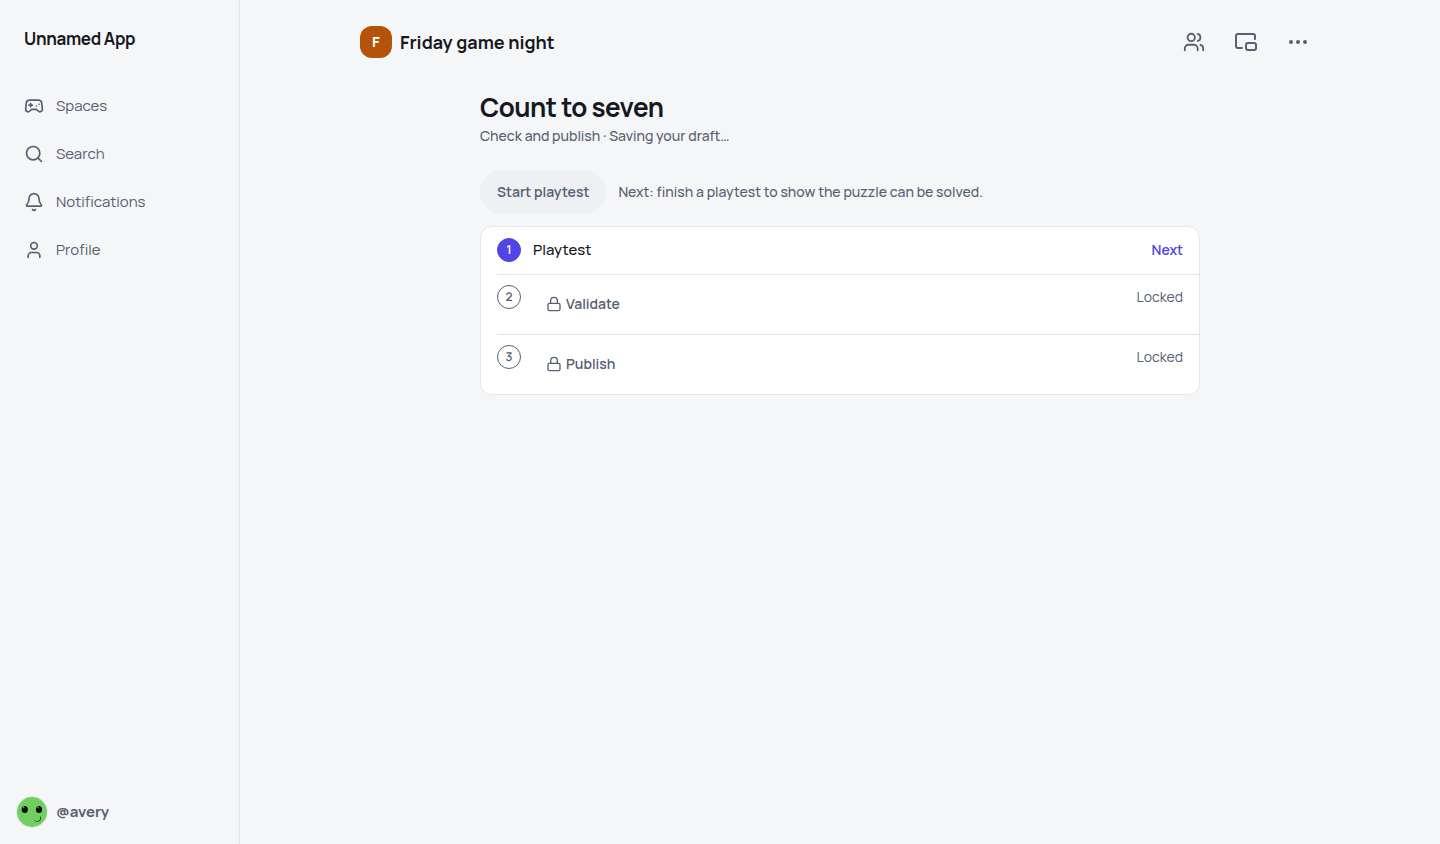 Unnamed App
Spaces
Search
Notifications
Profile
@avery
F Friday game night
Count to seven
Check and publish · Saving your draft…
Start playtest Next: finish a playtest to show the puzzle can be solved.
1 Playtest Next
2 Validate Locked
3 Publish Locked